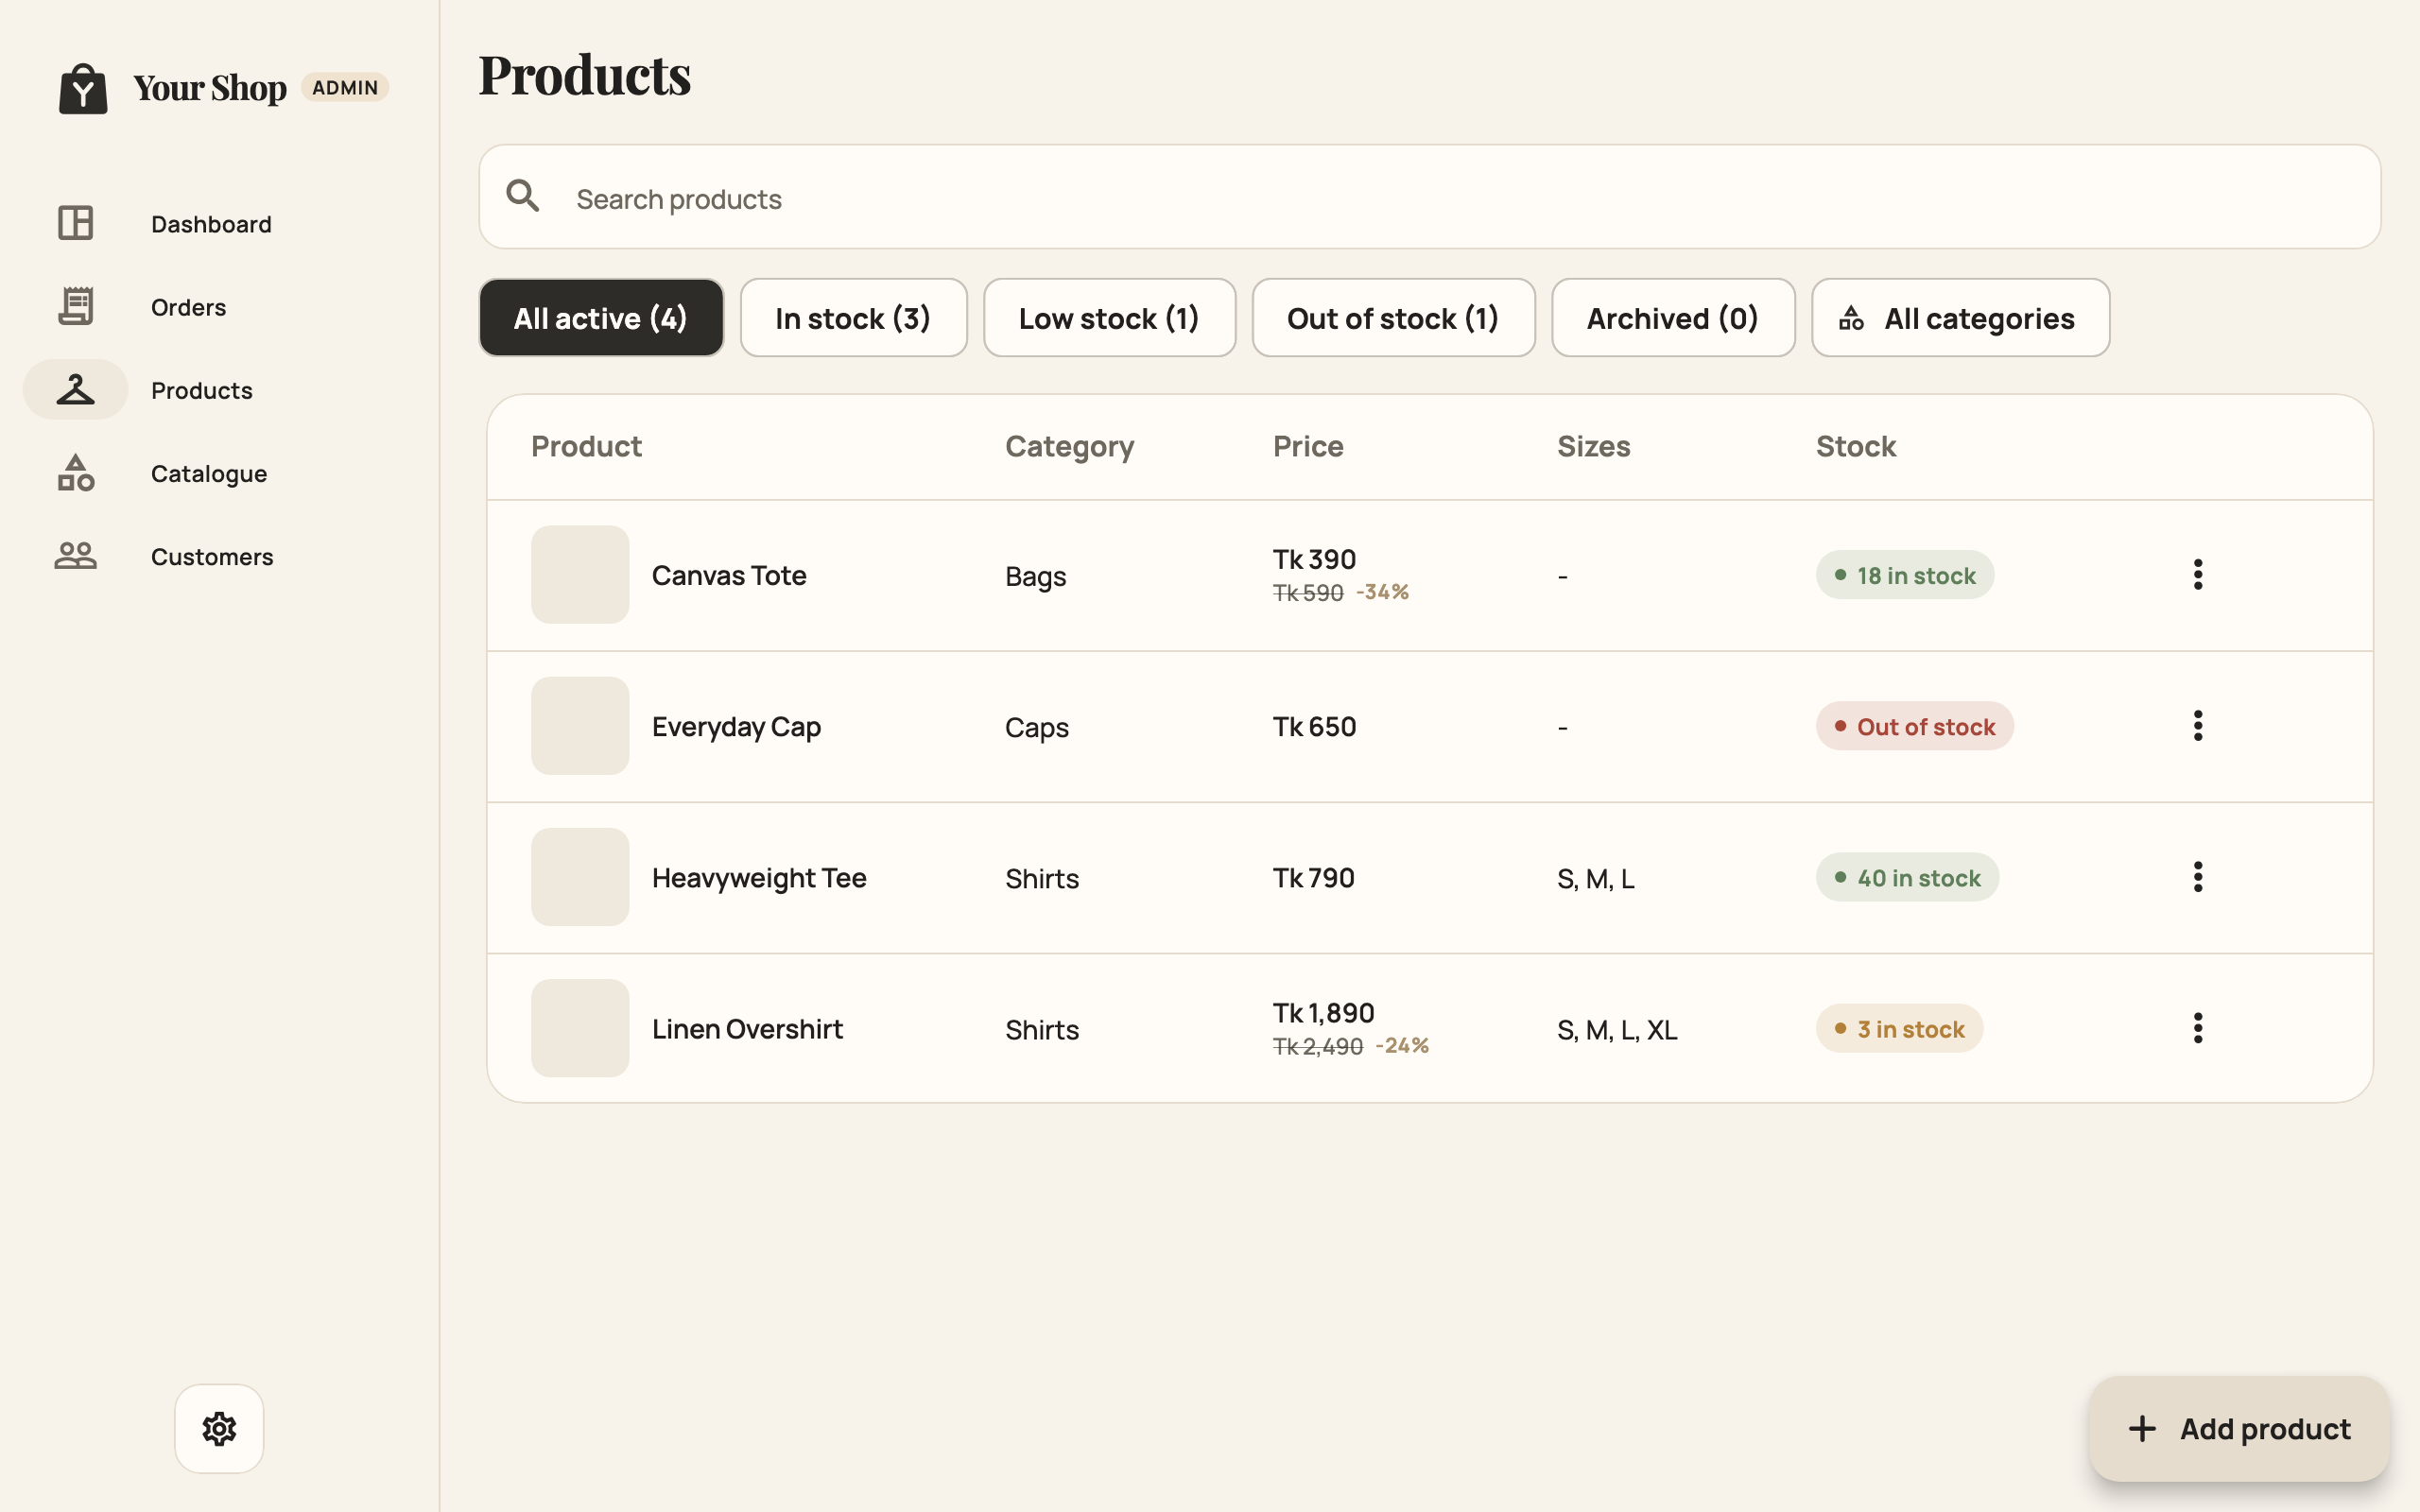 Your Shop ADMIN
Dashboard
Orders
Products
Catalogue
Customers
Products
Search products
All active (4) In stock (3) Low stock (1) Out of stock (1) Archived (0) All categories
Product Category Price Sizes Stock
Canvas Tote Bags Tk 390 - 18 in stock
Tk 590 -34%
Everyday Cap Caps Tk 650 - Out of stock
Heavyweight Tee Shirts Tk 790 S, M, L 40 in stock
Linen Overshirt Shirts Tk 1,890 S, M, L, XL 3 in stock
Tk 2,490 -24%
Add product